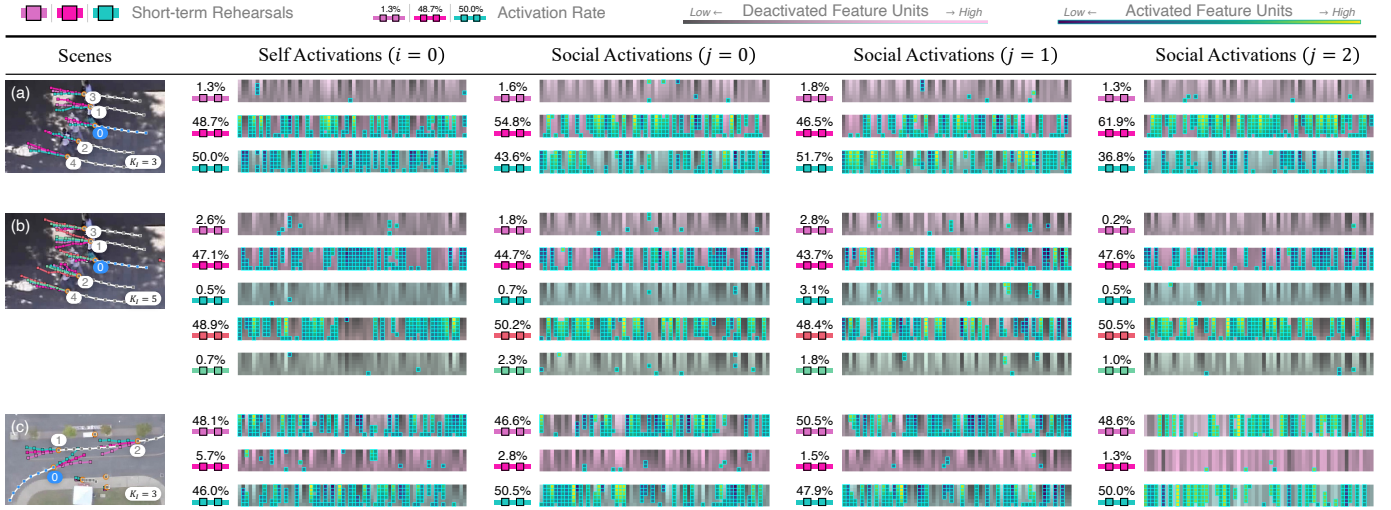 Short-term Rehearsals
1.3% 48.7% 50.0% Activation Rate
Low ← Deactivated Feature Units → High
Low ← Activated Feature Units → High
Scenes Self Activations (i = 0) Social Activations (j = 0) Social Activations (j = 1) Social Activations (j = 2)
(a) 3 1 0 2 4 K_I = 3
1.3% 1.6% 1.8% 1.3%
48.7% 54.8% 46.5% 61.9%
50.0% 43.6% 51.7% 36.8%
(b) 3 1 0 2 4 K_I = 5
2.6% 1.8% 2.8% 0.2%
47.1% 44.7% 43.7% 47.6%
0.5% 0.7% 3.1% 0.5%
48.9% 50.2% 48.4% 50.5%
0.7% 2.3% 1.8% 1.0%
(c) 1 2 0 K_I = 3
48.1% 46.6% 50.5% 48.6%
5.7% 2.8% 1.5% 1.3%
46.0% 50.5% 47.9% 50.0%